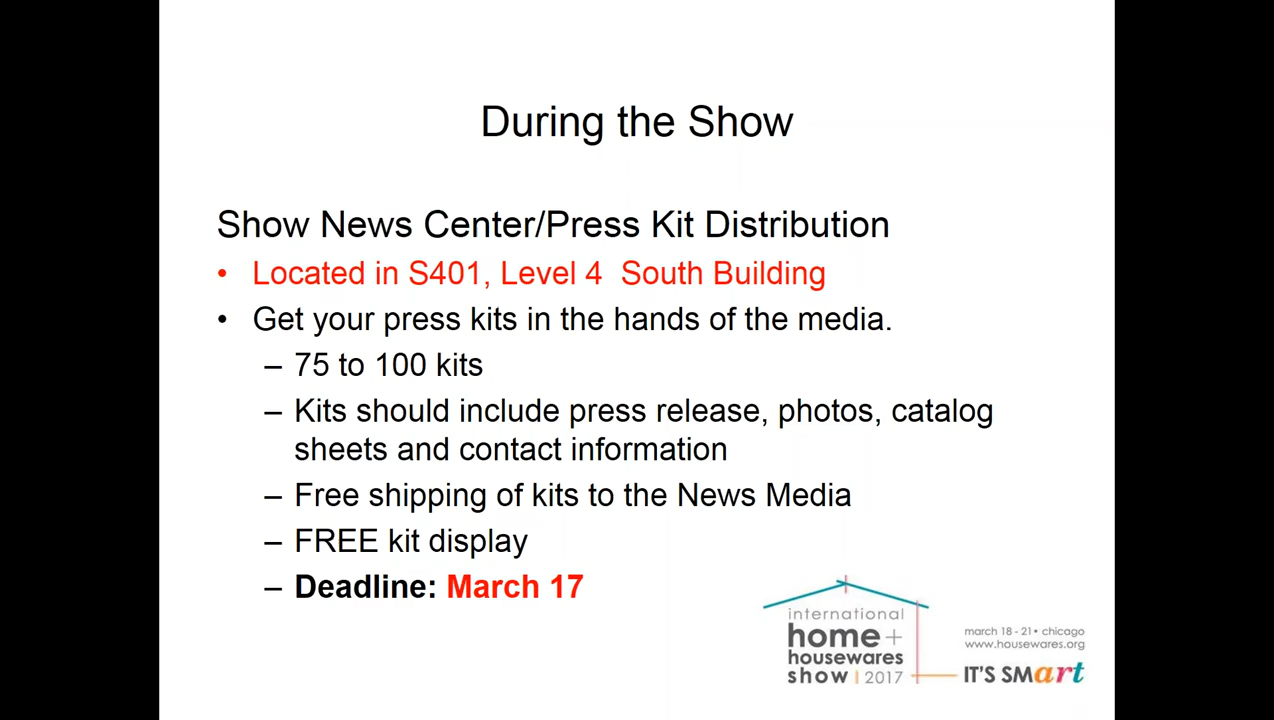 During the Show
Show News Center/Press Kit Distribution
• Located in S401, Level 4  South Building
• Get your press kits in the hands of the media.
– 75 to 100 kits
– Kits should include press release, photos, catalog
sheets and contact information
– Free shipping of kits to the News Media
– FREE kit display
– Deadline: March 17
international
home+
housewares
show | 2017
march 18 - 21 • chicago
www.housewares.org
IT'S SMart